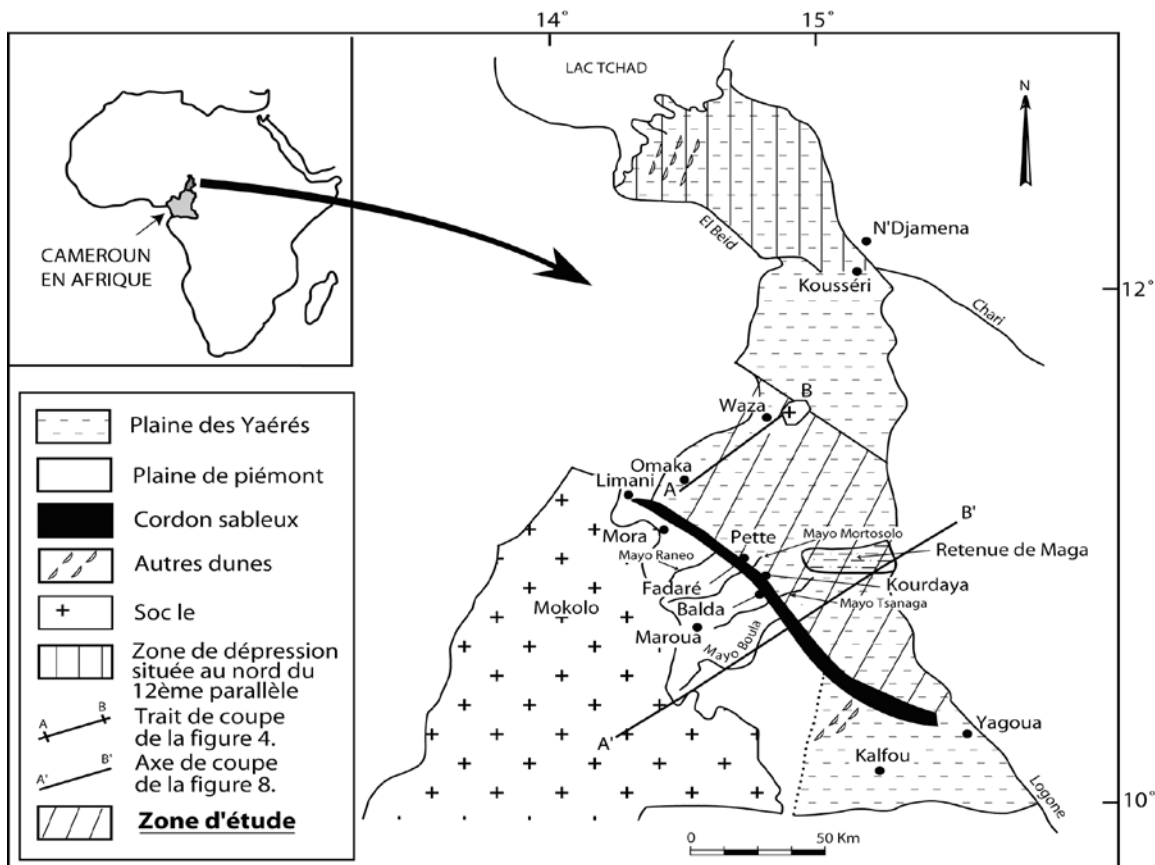 14°
15°
LAC TCHAD
N
CAMEROUN
EN AFRIQUE
El Beid
N'Djamena
Kousséri
12°
Chari
Waza
B
Omaka
Limani
A
B'
Mora
Pette
Mayo Mortosolo
Mayo Raneo
Retenue de Maga
Fadaré
Kourdaya
Mokolo
Balda
Mayo Tsanaga
Maroua
Mayo Boula
A'
Yagoua
Kalfou
Logone
10°
0 50 Km
Plaine des Yaérés
Plaine de piémont
Cordon sableux
Autres dunes
+ Soc le
Zone de dépression
située au nord du
12ème parallèle
A B
Trait de coupe
de la figure 4.
A' B'
Axe de coupe
de la figure 8.
Zone d'étude